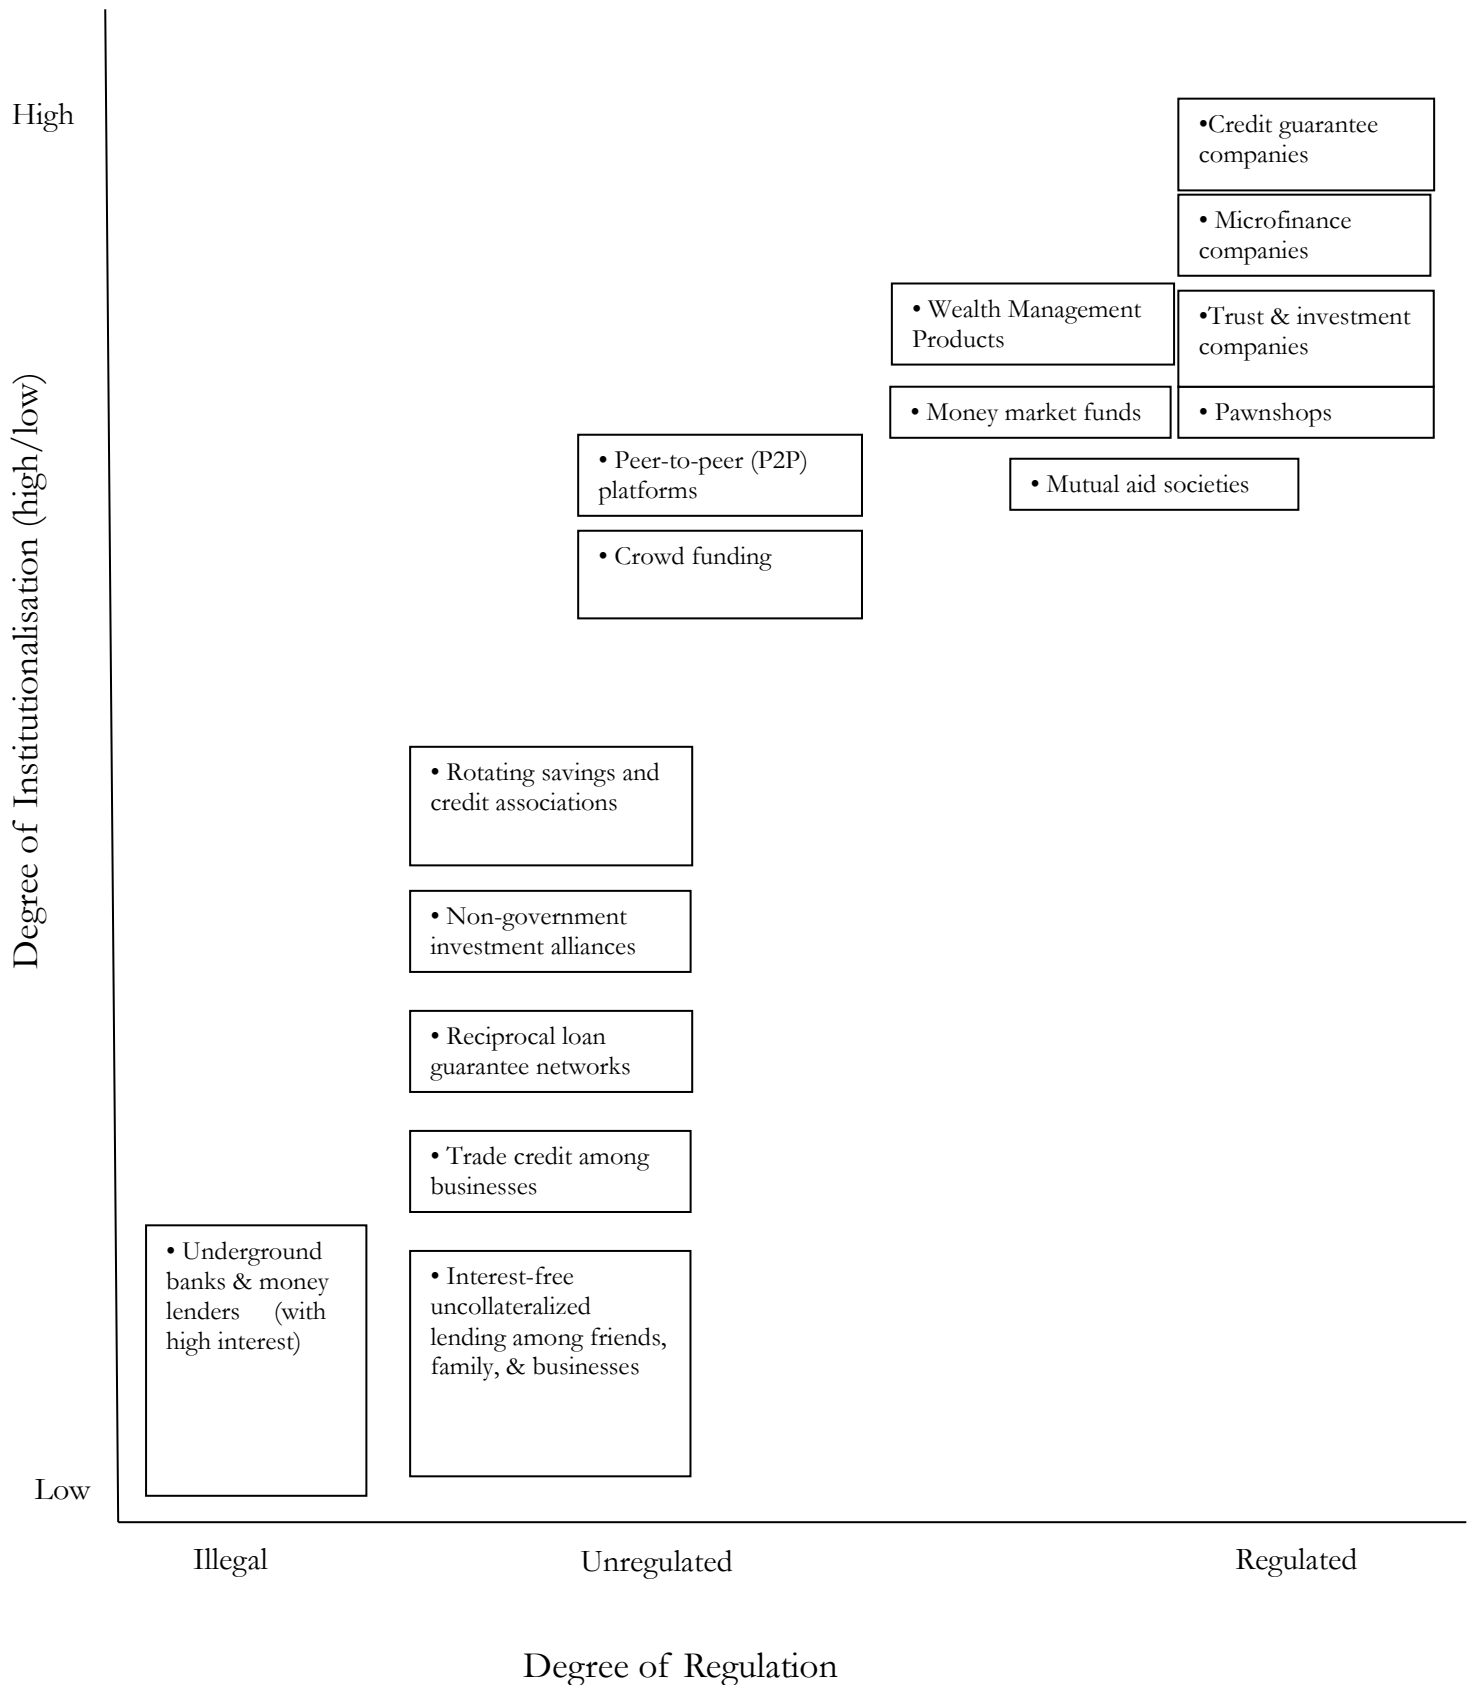 High
•Credit guarantee
companies
• Microfinance
companies
• Wealth Management
Products
•Trust & investment
companies
• Money market funds
• Pawnshops
• Peer-to-peer (P2P)
platforms
• Mutual aid societies
• Crowd funding
Degree of Institutionalisation (high/low)
• Rotating savings and
credit associations
• Non-government
investment alliances
• Reciprocal loan
guarantee networks
• Trade credit among
businesses
• Underground
banks & money
lenders (with
high interest)
• Interest-free
uncollateralized
lending among friends,
family, & businesses
Low
Illegal
Unregulated
Regulated
Degree of Regulation